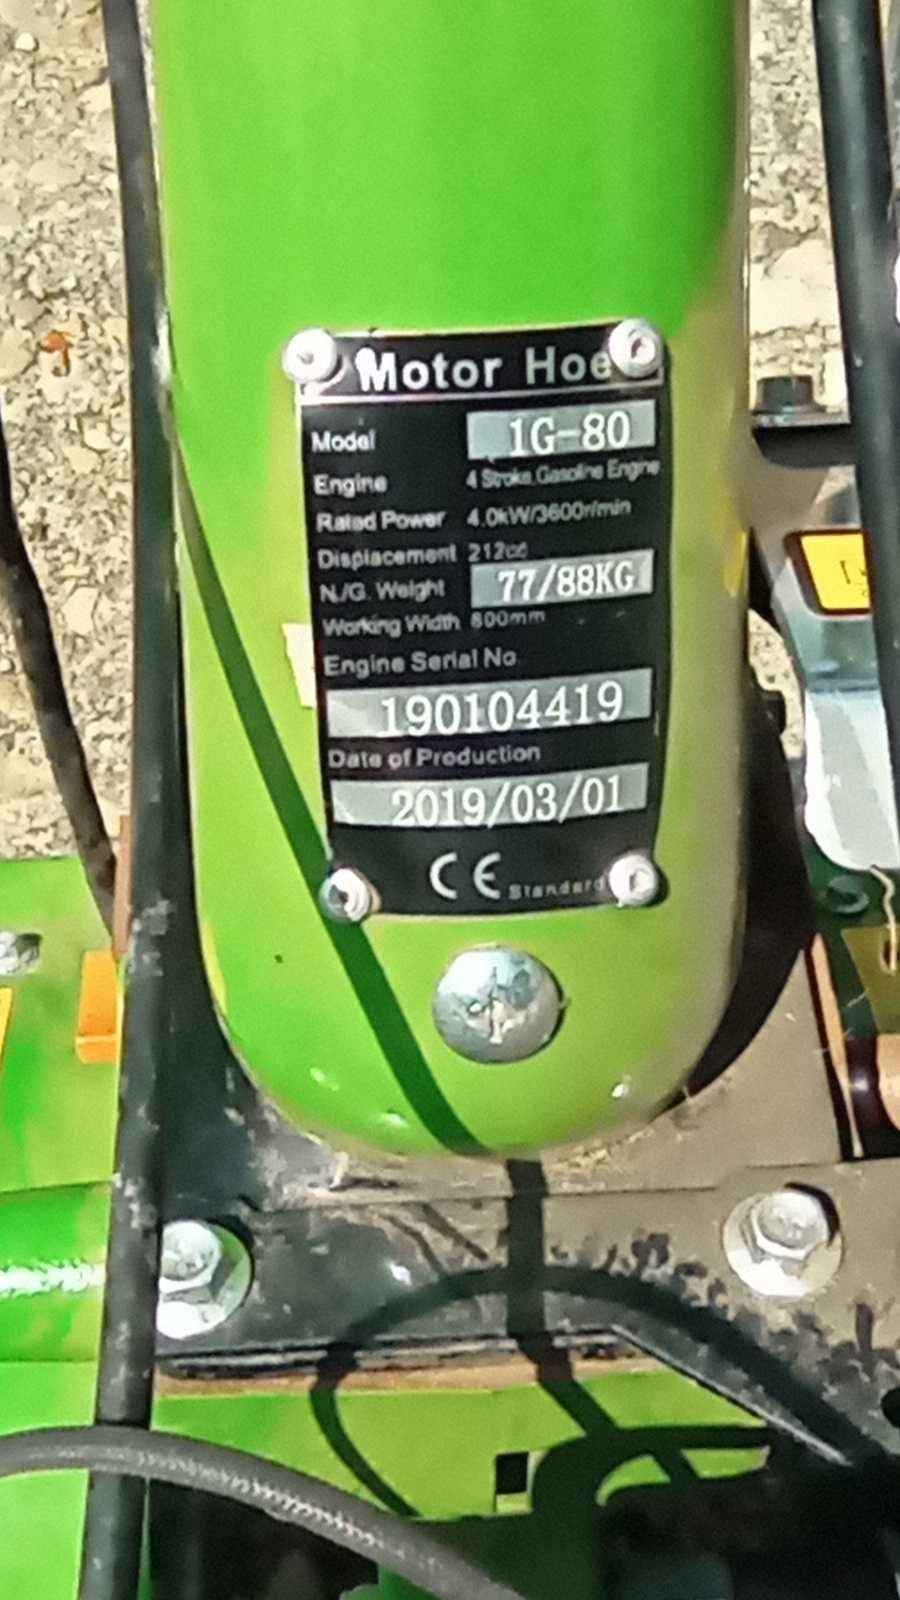 Motor Hoe
Model 1G-80
Engine 4 Stroke, Gasoline Engine
Rated Power 4.0kW/3600r/min
Displacement 212cc
N./G. Weight 77/88KG
Working Width 800mm
Engine Serial No.
190104419
Date of Production
2019/03/01
CE Standard